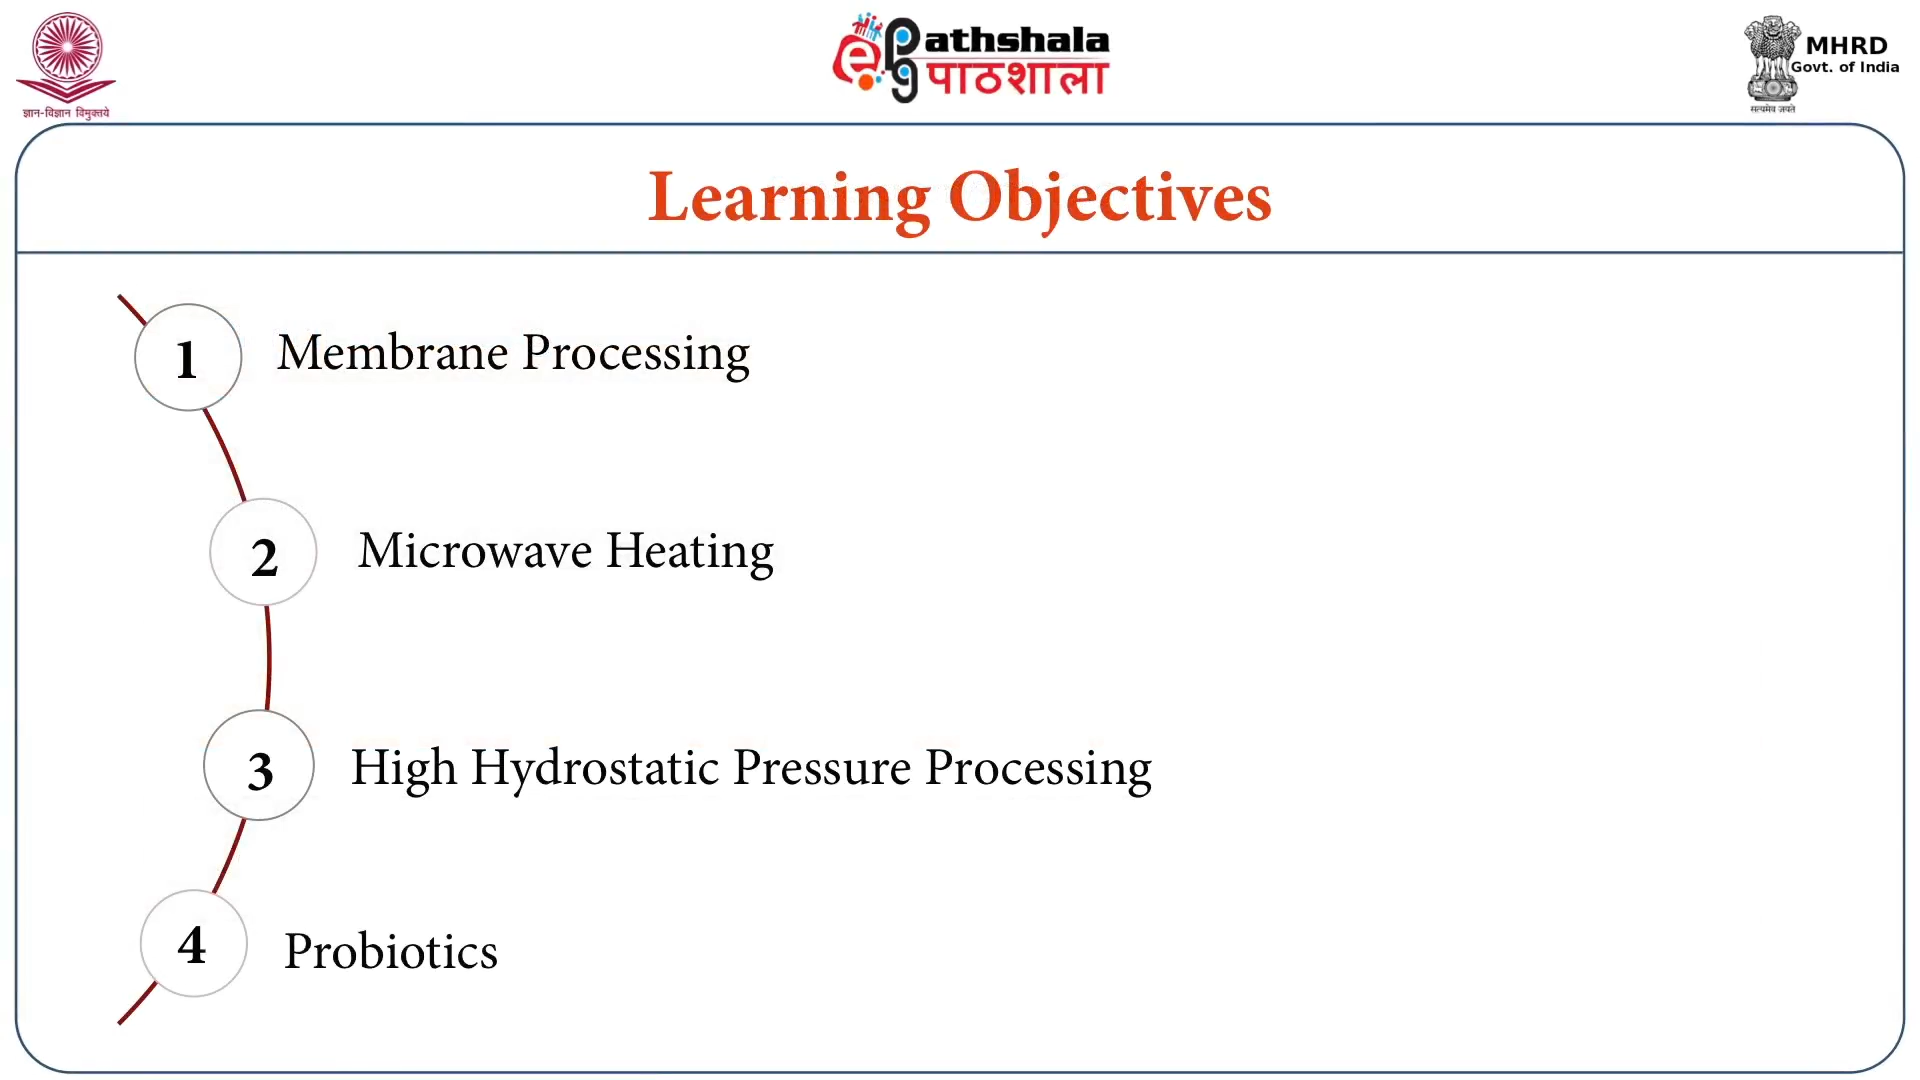 ज्ञान-विज्ञान विमुक्तये
e PG Pathshala
पाठशाला
MHRD
Govt. of India
सत्यमेव जयते
Learning Objectives
1 Membrane Processing
2 Microwave Heating
3 High Hydrostatic Pressure Processing
4 Probiotics